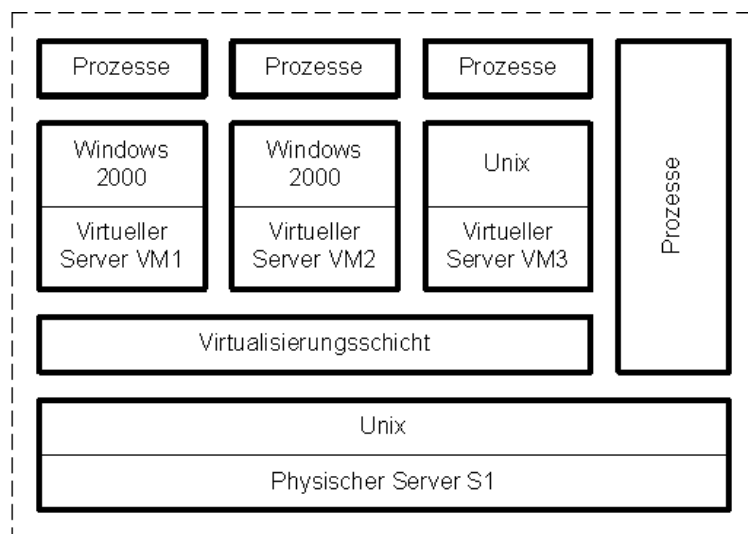 Prozesse
Prozesse
Prozesse
Windows
2000
Virtueller
Server VM1
Windows
2000
Virtueller
Server VM2
Unix
Virtueller
Server VM3
Prozesse
Virtualisierungsschicht
Unix
Physischer Server S1